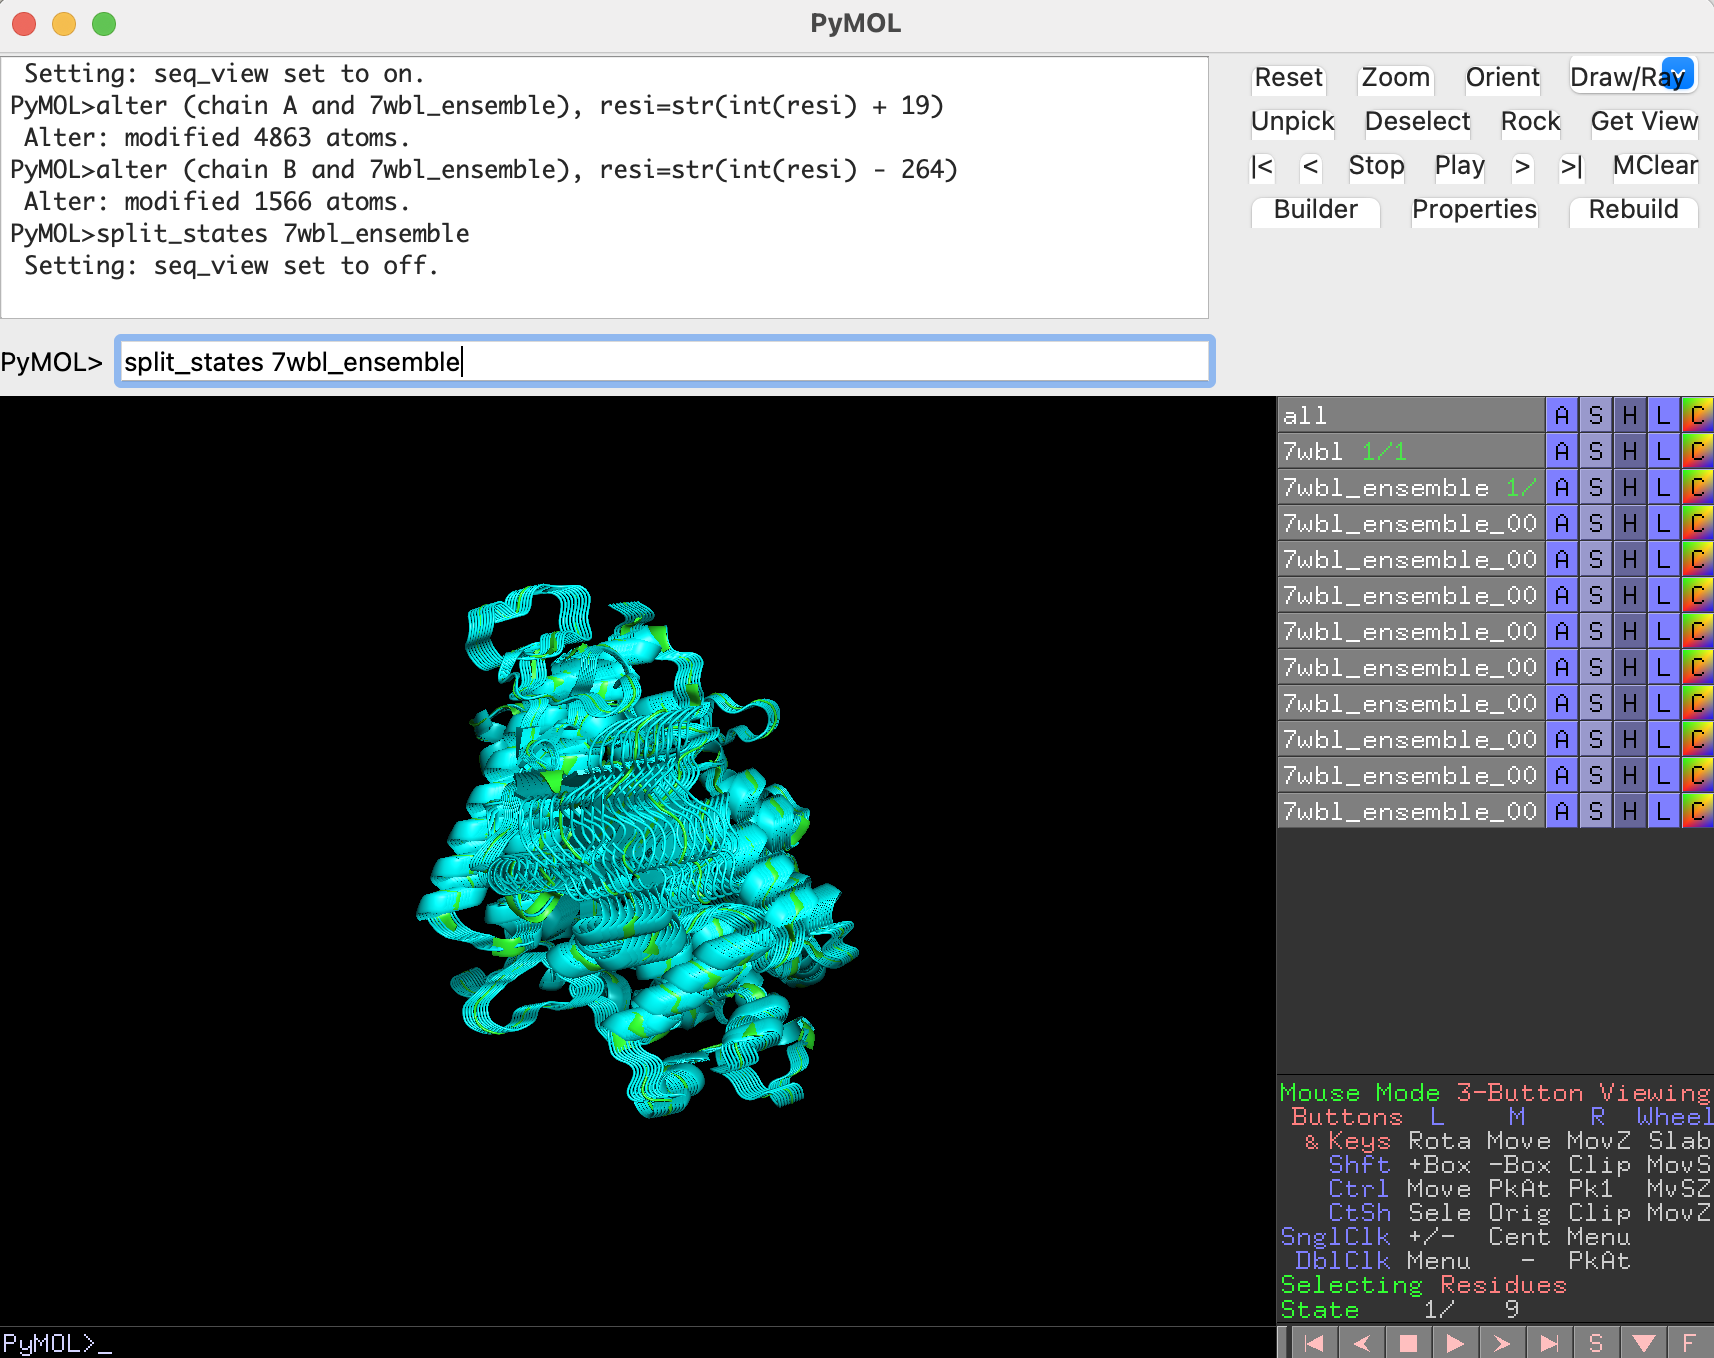 PyMOL
Setting: seq_view set to on.
PyMOL>alter (chain A and 7wbl_ensemble), resi=str(int(resi) + 19)
Alter: modified 4863 atoms.
PyMOL>alter (chain B and 7wbl_ensemble), resi=str(int(resi) - 264)
Alter: modified 1566 atoms.
PyMOL>split_states 7wbl_ensemble
Setting: seq_view set to off.
PyMOL> split_states 7wbl_ensemble
Reset Zoom Orient Draw/Ray
Unpick Deselect Rock Get View
|< < Stop Play > >| MClear
Builder Properties Rebuild
all A S H L C
7wbl 1/1 A S H L C
7wbl_ensemble 1/ A S H L C
7wbl_ensemble_00 A S H L C
7wbl_ensemble_00 A S H L C
7wbl_ensemble_00 A S H L C
7wbl_ensemble_00 A S H L C
7wbl_ensemble_00 A S H L C
7wbl_ensemble_00 A S H L C
7wbl_ensemble_00 A S H L C
7wbl_ensemble_00 A S H L C
7wbl_ensemble_00 A S H L C
Mouse Mode 3-Button Viewing
Buttons L M R Wheel
& Keys Rota Move MovZ Slab
Shft +Box -Box Clip MovS
Ctrl Move PkAt Pk1 MvSZ
CtSh Sele Orig Clip MovZ
SnglClk +/- Cent Menu
DblClk Menu - PkAt
Selecting Residues
State 1/ 9
PyMOL>_
S F